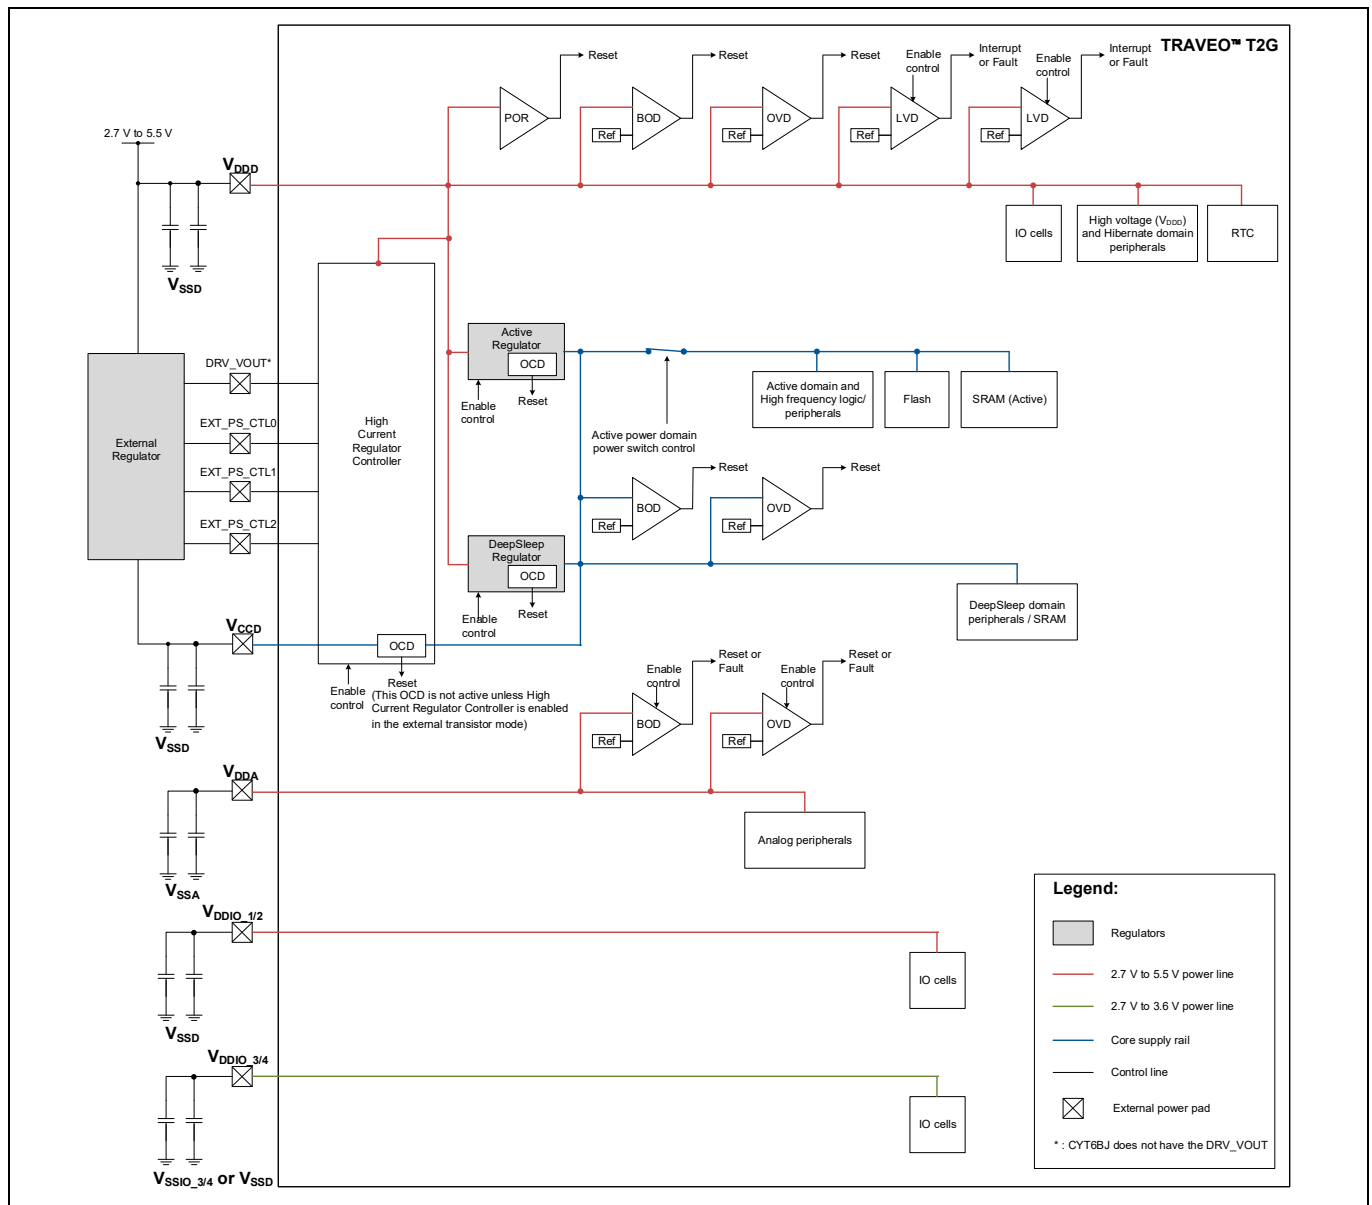 TRAVEO™ T2G
Reset
Reset
Reset
Enable
control
Interrupt
or Fault
Enable
control
Interrupt
or Fault
POR
BOD
Ref
OVD
Ref
LVD
Ref
LVD
Ref
2.7 V to 5.5 V
VDDD
VSSD
IO cells
High voltage (VDDD)
and Hibernate domain
peripherals
RTC
External
Regulator
DRV_VOUT*
EXT_PS_CTL0
EXT_PS_CTL1
EXT_PS_CTL2
High
Current
Regulator
Controller
Active
Regulator
OCD
Enable
control
Reset
Active power domain
power switch control
Active domain and
High frequency logic/
peripherals
Flash
SRAM (Active)
Reset
Reset
BOD
Ref
OVD
Ref
DeepSleep
Regulator
OCD
Enable
control
Reset
DeepSleep domain
peripherals / SRAM
VCCD
VSSD
OCD
Enable
control
Reset
(This OCD is not active unless High
Current Regulator Controller is enabled
in the external transistor mode)
Enable
control
Reset or
Fault
Enable
control
Reset or
Fault
BOD
Ref
OVD
Ref
VDDA
VSSA
Analog peripherals
VDDIO_1/2
VSSD
IO cells
VDDIO_3/4
VSSIO_3/4 or VSSD
IO cells
Legend:
Regulators
2.7 V to 5.5 V power line
2.7 V to 3.6 V power line
Core supply rail
Control line
External power pad
* : CYT6BJ does not have the DRV_VOUT